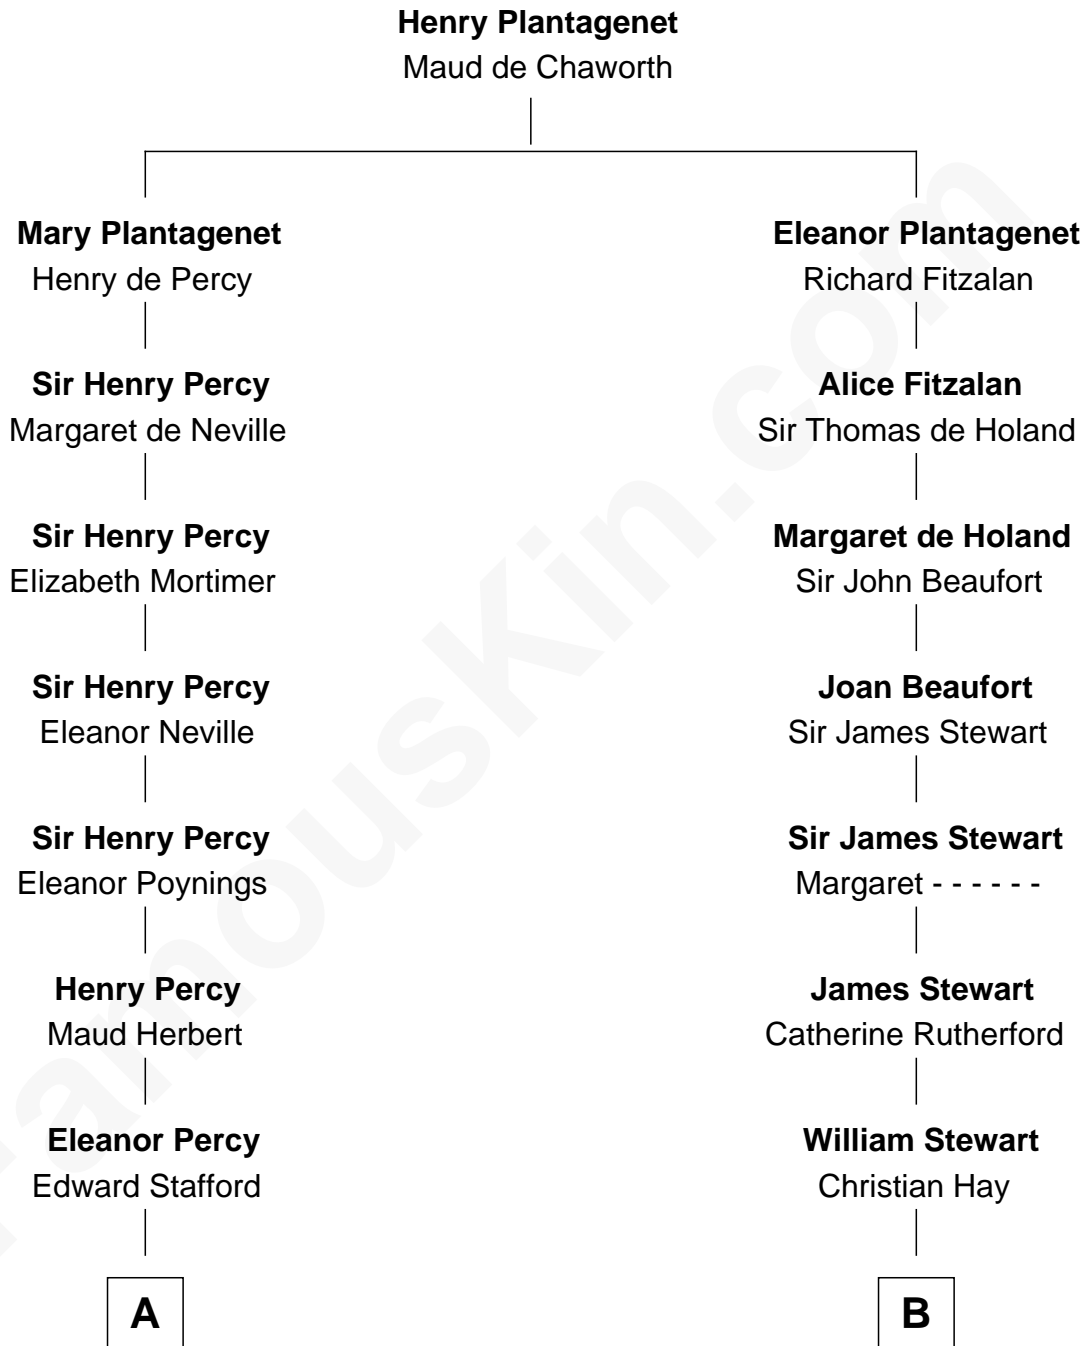 Henry Plantagenet
Maud de Chaworth
Mary Plantagenet
Henry de Percy
Eleanor Plantagenet
Richard Fitzalan
Sir Henry Percy
Margaret de Neville
Alice Fitzalan
Sir Thomas de Holand
Sir Henry Percy
Elizabeth Mortimer
Margaret de Holand
Sir John Beaufort
Sir Henry Percy
Eleanor Neville
Joan Beaufort
Sir James Stewart
Sir Henry Percy
Eleanor Poynings
Sir James Stewart
Margaret - - - - - -
Henry Percy
Maud Herbert
James Stewart
Catherine Rutherford
Eleanor Percy
Edward Stafford
William Stewart
Christian Hay
A
B
FamousKin.com